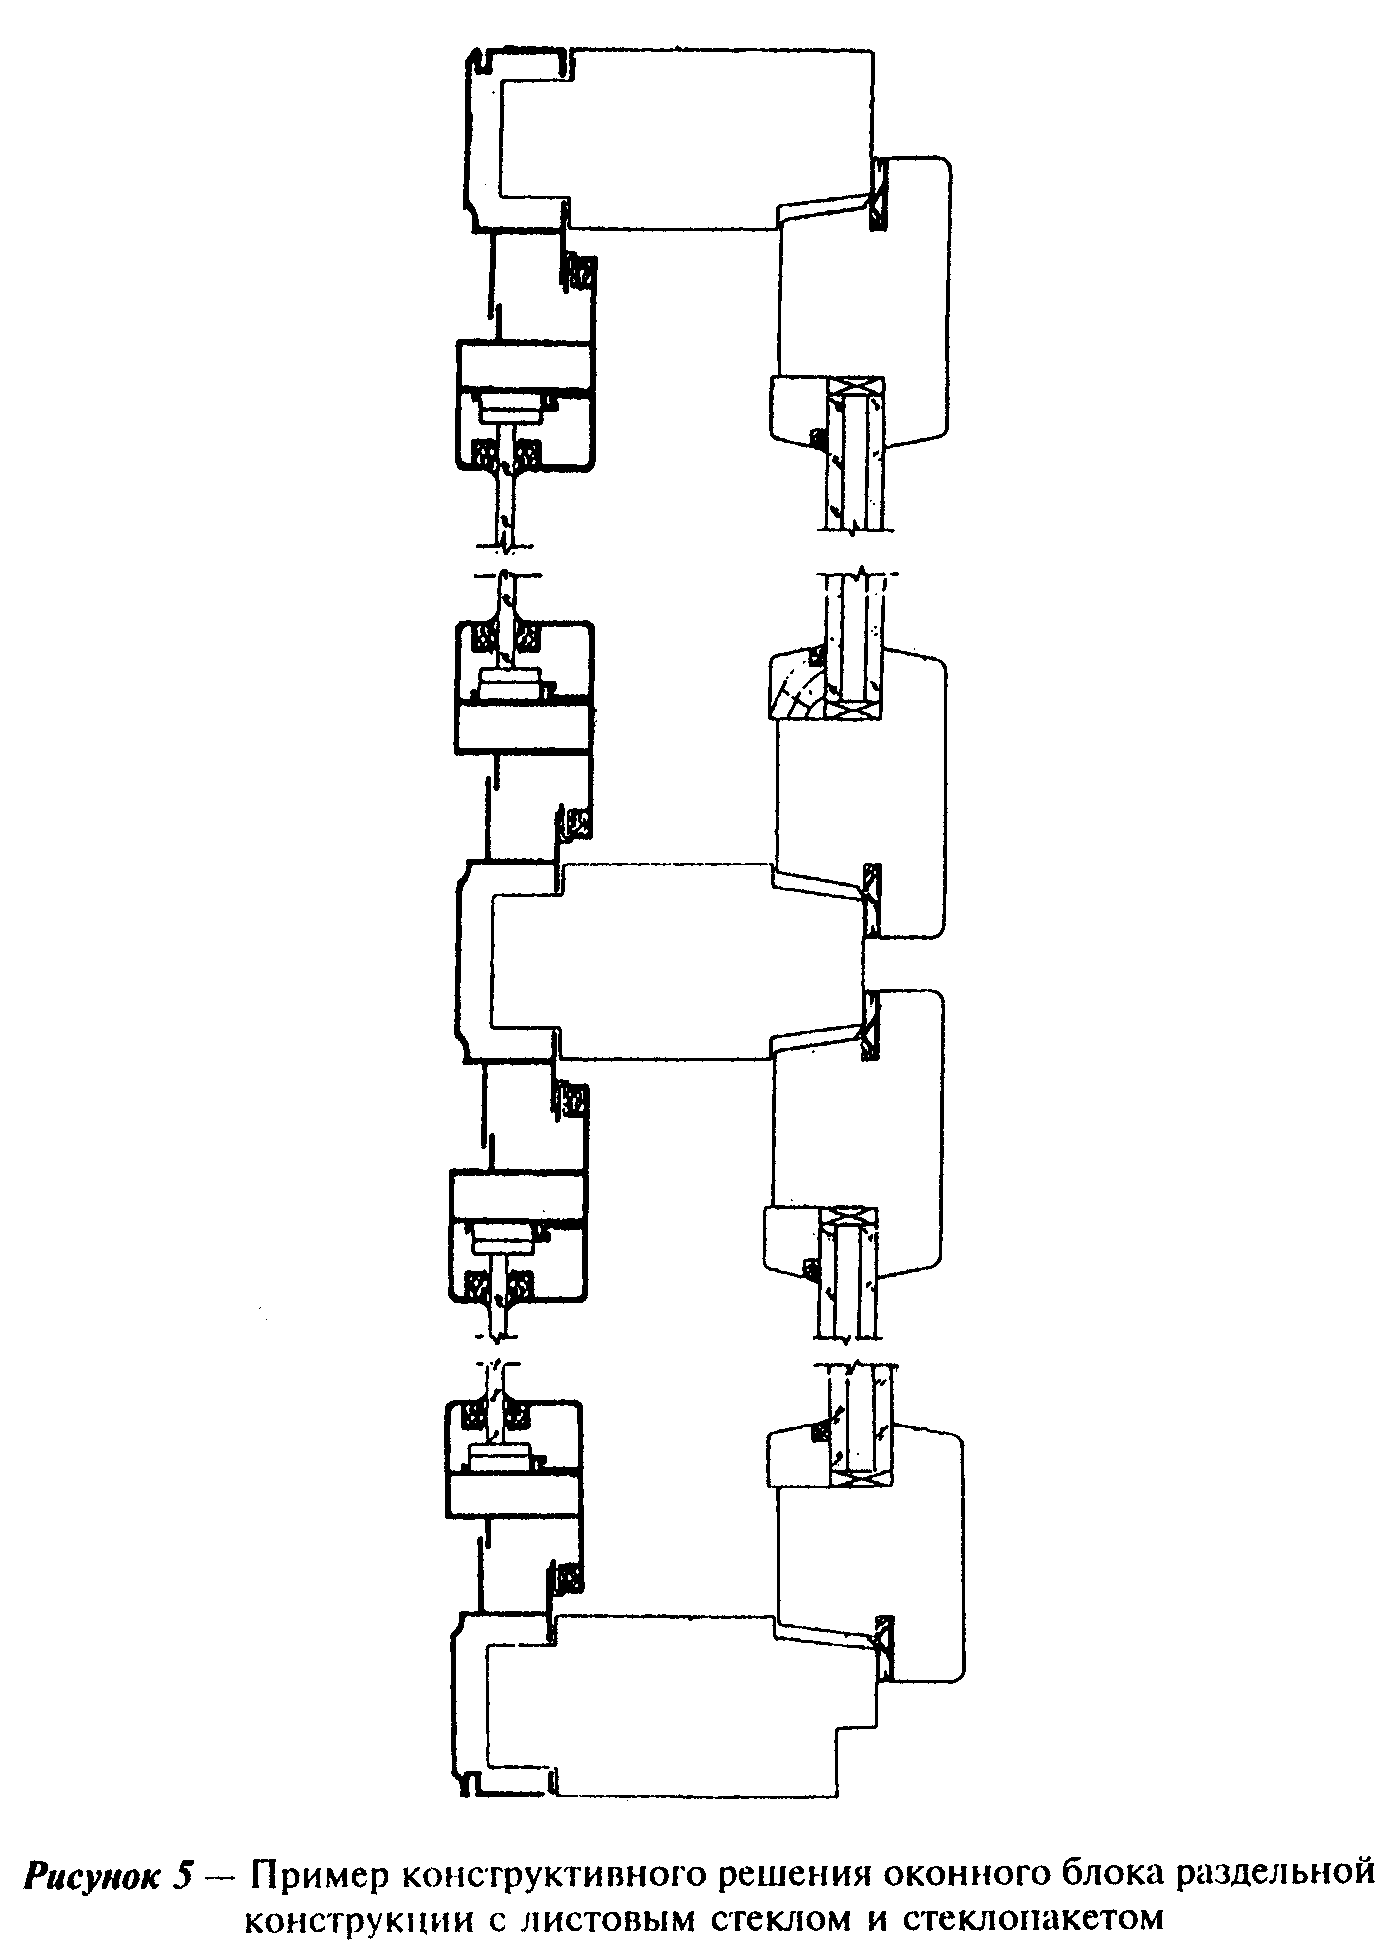 Рисунок 5 — Пример конструктивного решения оконного блока раздельной
конструкции с листовым стеклом и стеклопакетом